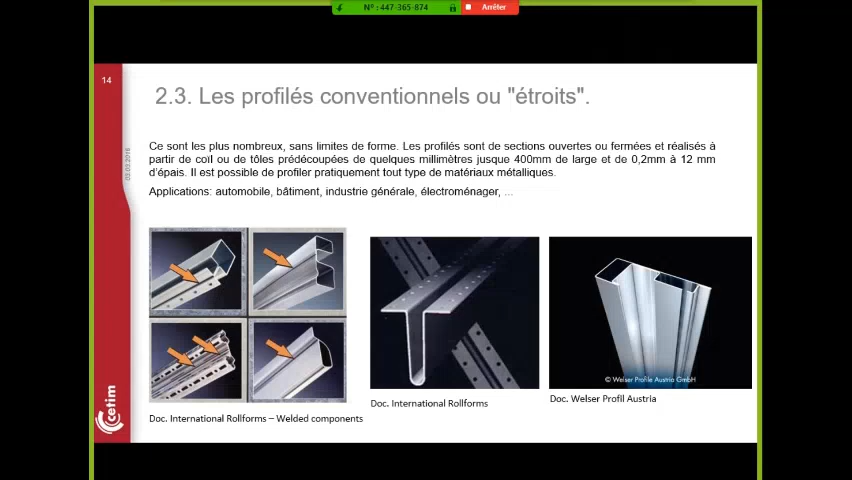 N° : 447-365-874
Arrêter
14
2.3. Les profilés conventionnels ou "étroits".
Ce sont les plus nombreux, sans limites de forme. Les profilés sont de sections ouvertes ou fermées et réalisés à
partir de coïl ou de tôles prédécoupées de quelques millimètres jusque 400mm de large et de 0,2mm à 12 mm
d'épais. Il est possible de profiler pratiquement tout type de matériaux métalliques.
Applications: automobile, bâtiment, industrie générale, électroménager, ...
© Welser Profile Austria GmbH
Doc. International Rollforms – Welded components
Doc. International Rollforms
Doc. Welser Profil Austria
cetim